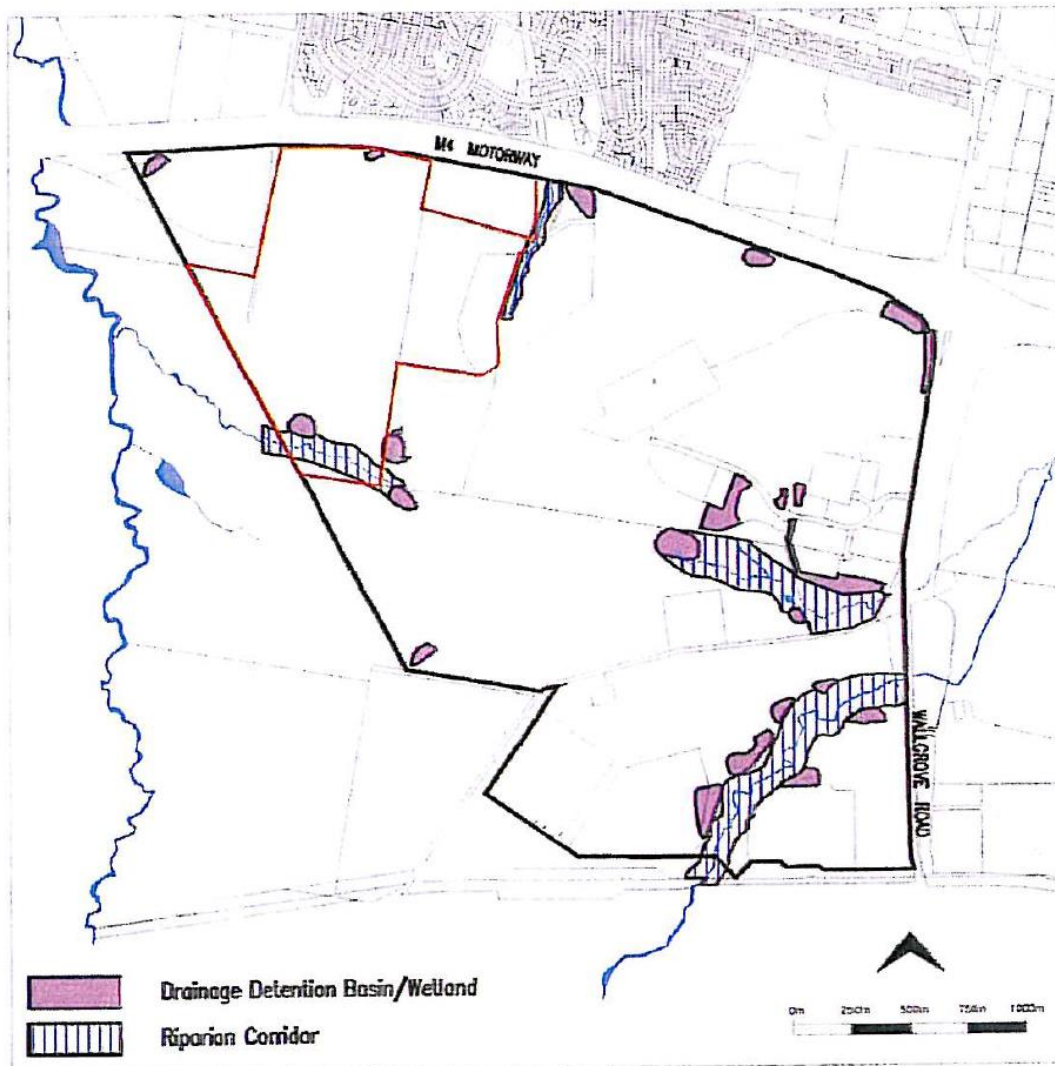 M4 MOTORWAY
WALLGROVE ROAD
Drainage Detention Basin/Wetland
Riparian Corridor
0m 250m 500m 750m 1000m